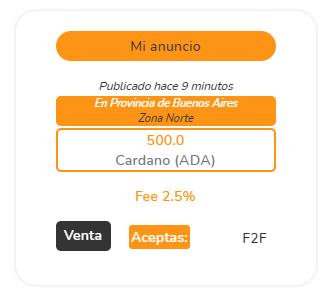 Mi anuncio
Publicado hace 9 minutos
En Provincia de Buenos Aires
Zona Norte
500.0
Cardano (ADA)
Fee 2.5%
Venta Aceptas: F2F